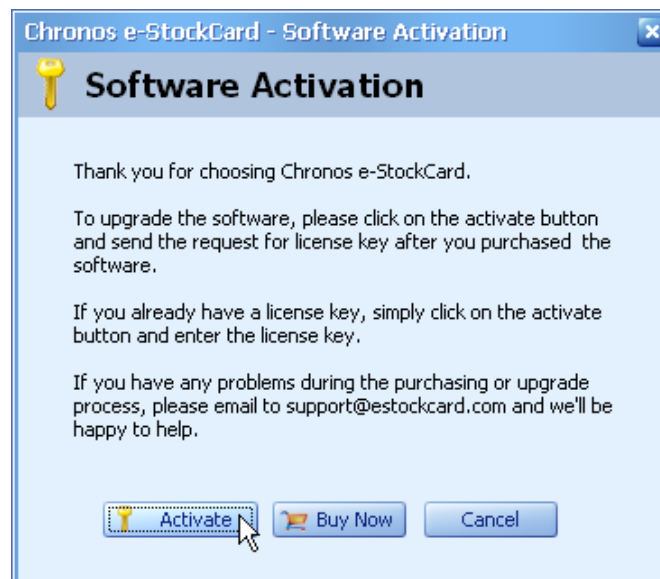 Chronos e-StockCard - Software Activation
Software Activation
Thank you for choosing Chronos e-StockCard.
To upgrade the software, please click on the activate button
and send the request for license key after you purchased  the
software.
If you already have a license key, simply click on the activate
button and enter the license key.
If you have any problems during the purchasing or upgrade
process, please email to support@estockcard.com and we'll be
happy to help.
Activate Buy Now Cancel